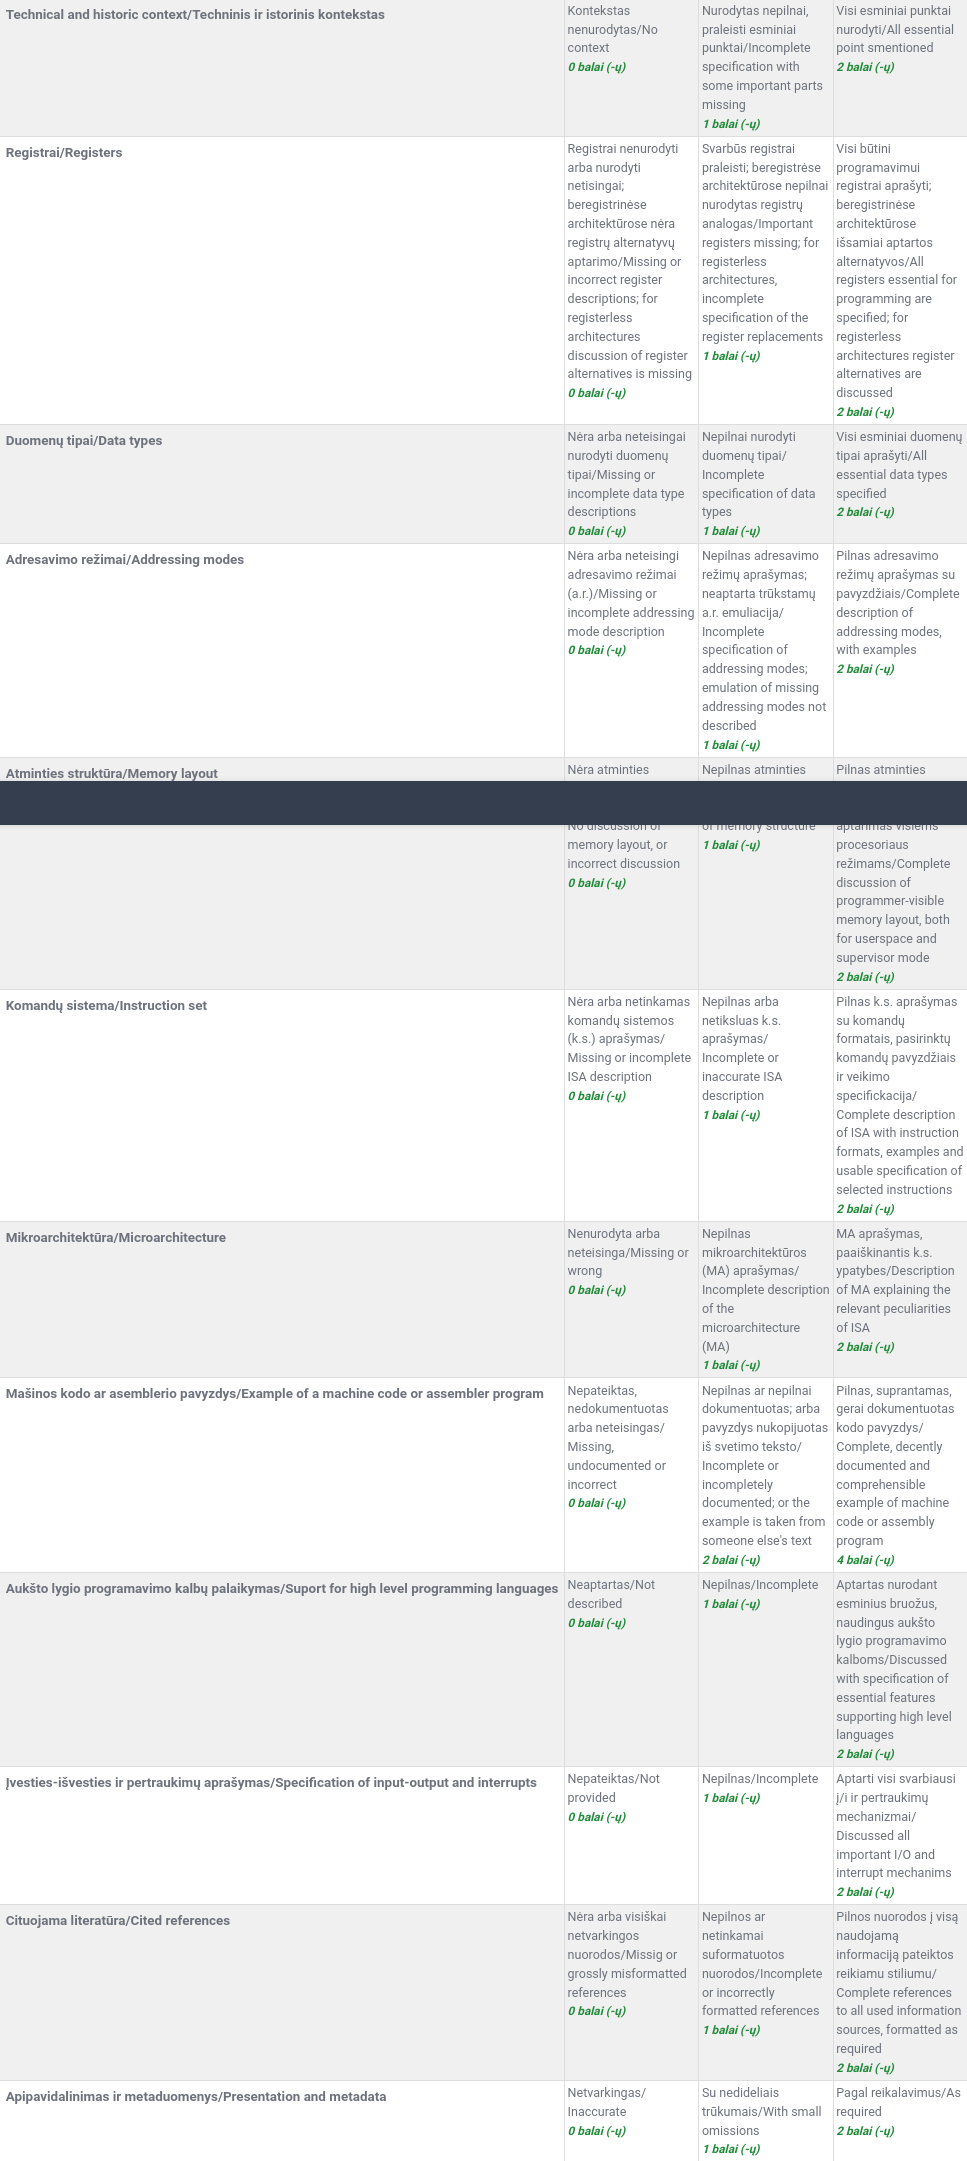 Technical and historic context/Techninis ir istorinis kontekstas
Kontekstas
nenurodytas/No
context
0 balai (-ų)
Nurodytas nepilnai,
praleisti esminiai
punktai/Incomplete
specification with
some important parts
missing
1 balai (-ų)
Visi esminiai punktai
nurodyti/All essential
point smentioned
2 balai (-ų)
Registrai/Registers
Registrai nenurodyti
arba nurodyti
netisingai;
beregistrinėse
architektūrose nėra
registrų alternatyvų
aptarimo/Missing or
incorrect register
descriptions; for
registerless
architectures
discussion of register
alternatives is missing
0 balai (-ų)
Svarbūs registrai
praleisti; beregistrėse
architektūrose nepilnai
nurodytas registrų
analogas/Important
registers missing; for
registerless
architectures,
incomplete
specification of the
register replacements
1 balai (-ų)
Visi būtini
programavimui
registrai aprašyti;
beregistrinėse
architektūrose
išsamiai aptartos
alternatyvos/All
registers essential for
programming are
specified; for
registerless
architectures register
alternatives are
discussed
2 balai (-ų)
Duomenų tipai/Data types
Nėra arba neteisingai
nurodyti duomenų
tipai/Missing or
incomplete data type
descriptions
0 balai (-ų)
Nepilnai nurodyti
duomenų tipai/
Incomplete
specification of data
types
1 balai (-ų)
Visi esminiai duomenų
tipai aprašyti/All
essential data types
specified
2 balai (-ų)
Adresavimo režimai/Addressing modes
Nėra arba neteisingi
adresavimo režimai
(a.r.)/Missing or
incomplete addressing
mode description
0 balai (-ų)
Nepilnas adresavimo
režimų aprašymas;
neaptarta trūkstamų
a.r. emuliacija/
Incomplete
specification of
addressing modes;
emulation of missing
addressing modes not
described
1 balai (-ų)
Pilnas adresavimo
režimų aprašymas su
pavyzdžiais/Complete
description of
addressing modes,
with examples
2 balai (-ų)
Atminties struktūra/Memory layout
Nėra atminties
No discussion of
memory layout, or
incorrect discussion
0 balai (-ų)
Nepilnas atminties
of memory structure
1 balai (-ų)
Pilnas atminties
aptarimas visiems
procesoriaus
režimams/Complete
discussion of
programmer-visible
memory layout, both
for userspace and
supervisor mode
2 balai (-ų)
Komandų sistema/Instruction set
Nėra arba netinkamas
komandų sistemos
(k.s.) aprašymas/
Missing or incomplete
ISA description
0 balai (-ų)
Nepilnas arba
netiksluas k.s.
aprašymas/
Incomplete or
inaccurate ISA
description
1 balai (-ų)
Pilnas k.s. aprašymas
su komandų
formatais, pasirinktų
komandų pavyzdžiais
ir veikimo
specifickacija/
Complete description
of ISA with instruction
formats, examples and
usable specification of
selected instructions
2 balai (-ų)
Mikroarchitektūra/Microarchitecture
Nenurodyta arba
neteisinga/Missing or
wrong
0 balai (-ų)
Nepilnas
mikroarchitektūros
(MA) aprašymas/
Incomplete description
of the
microarchitecture
(MA)
1 balai (-ų)
MA aprašymas,
paaiškinantis k.s.
ypatybes/Description
of MA explaining the
relevant peculiarities
of ISA
2 balai (-ų)
Mašinos kodo ar asemblerio pavyzdys/Example of a machine code or assembler program
Nepateiktas,
nedokumentuotas
arba neteisingas/
Missing,
undocumented or
incorrect
0 balai (-ų)
Nepilnas ar nepilnai
dokumentuotas; arba
pavyzdys nukopijuotas
iš svetimo teksto/
Incomplete or
incompletely
documented; or the
example is taken from
someone else's text
2 balai (-ų)
Pilnas, suprantamas,
gerai dokumentuotas
kodo pavyzdys/
Complete, decently
documented and
comprehensible
example of machine
code or assembly
program
4 balai (-ų)
Aukšto lygio programavimo kalbų palaikymas/Suport for high level programming languages
Neaptartas/Not
described
0 balai (-ų)
Nepilnas/Incomplete
1 balai (-ų)
Aptartas nurodant
esminius bruožus,
naudingus aukšto
lygio programavimo
kalboms/Discussed
with specification of
essential features
supporting high level
languages
2 balai (-ų)
Įvesties-išvesties ir pertraukimų aprašymas/Specification of input-output and interrupts
Nepateiktas/Not
provided
0 balai (-ų)
Nepilnas/Incomplete
1 balai (-ų)
Aptarti visi svarbiausi
į/i ir pertraukimų
mechanizmai/
Discussed all
important I/O and
interrupt mechanims
2 balai (-ų)
Cituojama literatūra/Cited references
Nėra arba visiškai
netvarkingos
nuorodos/Missig or
grossly misformatted
references
0 balai (-ų)
Nepilnos ar
netinkamai
suformatuotos
nuorodos/Incomplete
or incorrectly
formatted references
1 balai (-ų)
Pilnos nuorodos į visą
naudojamą
informaciją pateiktos
reikiamu stiliumu/
Complete references
to all used information
sources, formatted as
required
2 balai (-ų)
Apipavidalinimas ir metaduomenys/Presentation and metadata
Netvarkingas/
Inaccurate
0 balai (-ų)
Su nedideliais
trūkumais/With small
omissions
1 balai (-ų)
Pagal reikalavimus/As
required
2 balai (-ų)